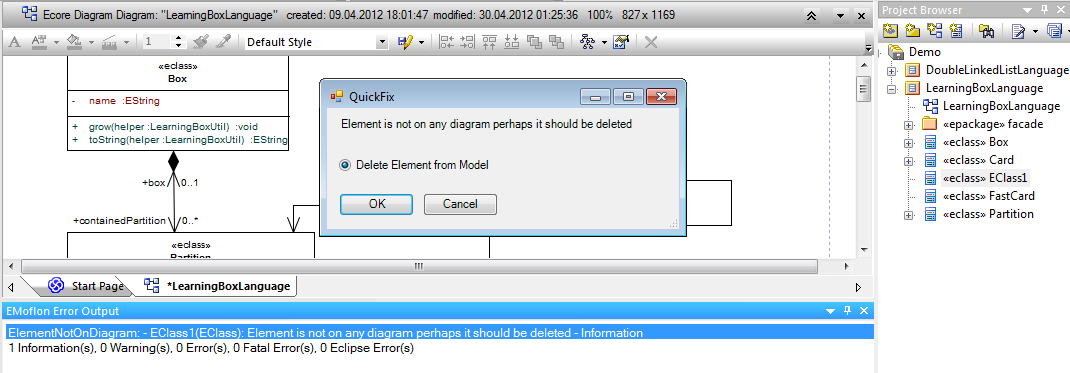 Ecore Diagram Diagram: "LearningBoxLanguage" created: 09.04.2012 18:01:47 modified: 30.04.2012 01:25:36 100% 827 x 1169
A 1 Default Style
«eclass»
Box
- name :EString
+ grow(helper :LearningBoxUtil) :void
+ toString(helper :LearningBoxUtil) :EString
+box 0..1
+containedPartition 0..*
«eclass»
Partition
QuickFix
Element is not on any diagram perhaps it should be deleted
Delete Element from Model
OK Cancel
Start Page *LearningBoxLanguage
EMoflon Error Output
ElementNotOnDiagram: - EClass1(EClass): Element is not on any diagram perhaps it should be deleted - Information
1 Information(s), 0 Warning(s), 0 Error(s), 0 Fatal Error(s), 0 Eclipse Error(s)
Project Browser
Demo
DoubleLinkedListLanguage
LearningBoxLanguage
LearningBoxLanguage
«epackage» facade
«eclass» Box
«eclass» Card
«eclass» EClass1
«eclass» FastCard
«eclass» Partition